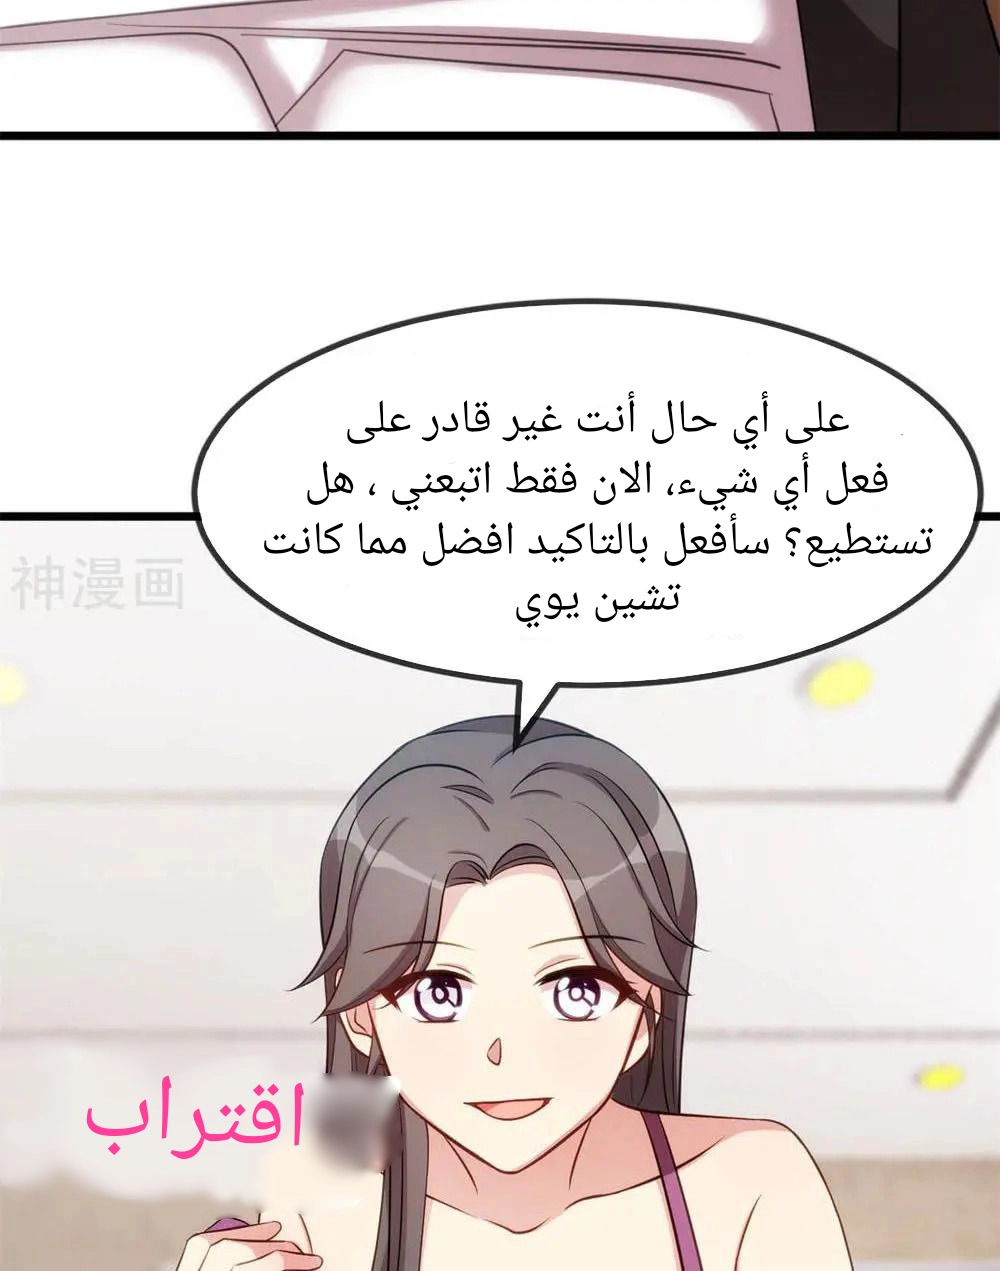 على أي حال أنت غير قادر على
فعل أي شيء، الان فقط اتبعني ، هل
تستطيع؟ سأفعل بالتاكيد افضل مما كانت
تشين يوي
神漫画
اقتراب